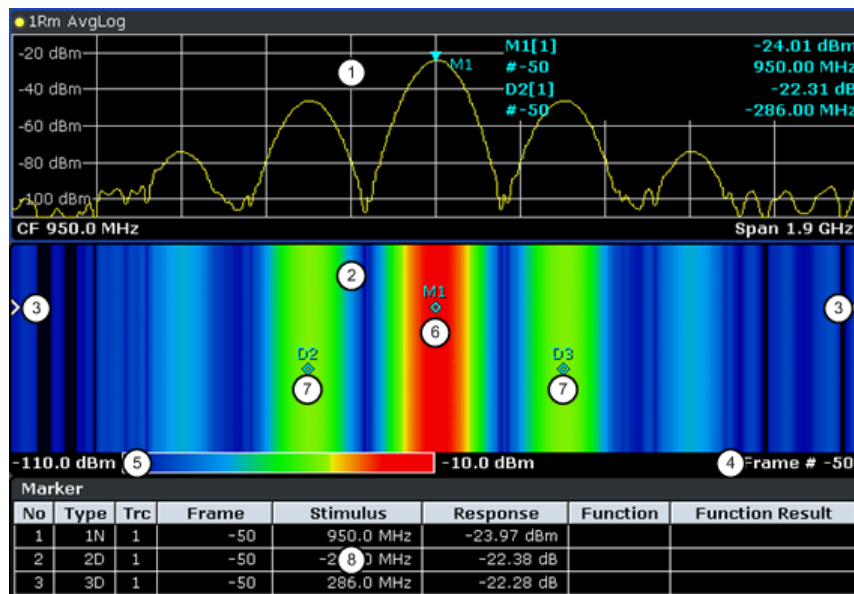 1Rm AvgLog
-20 dBm
-40 dBm
-60 dBm
-80 dBm
-100 dBm
1
M1
M1[1] -24.01 dBm
#-50 950.00 MHz
D2[1] -22.31 dB
#-50 -286.00 MHz
CF 950.0 MHz Span 1.9 GHz
2
3 M1 3
6
D2 D3
7 7
-110.0 dBm 5 -10.0 dBm 4 Frame # -50
Marker
No Type Trc Frame Stimulus Response Function Function Result
1 1N 1 -50 950.0 MHz -23.97 dBm
2 2D 1 -50 8 MHz -22.38 dB
3 3D 1 -50 286.0 MHz -22.28 dB